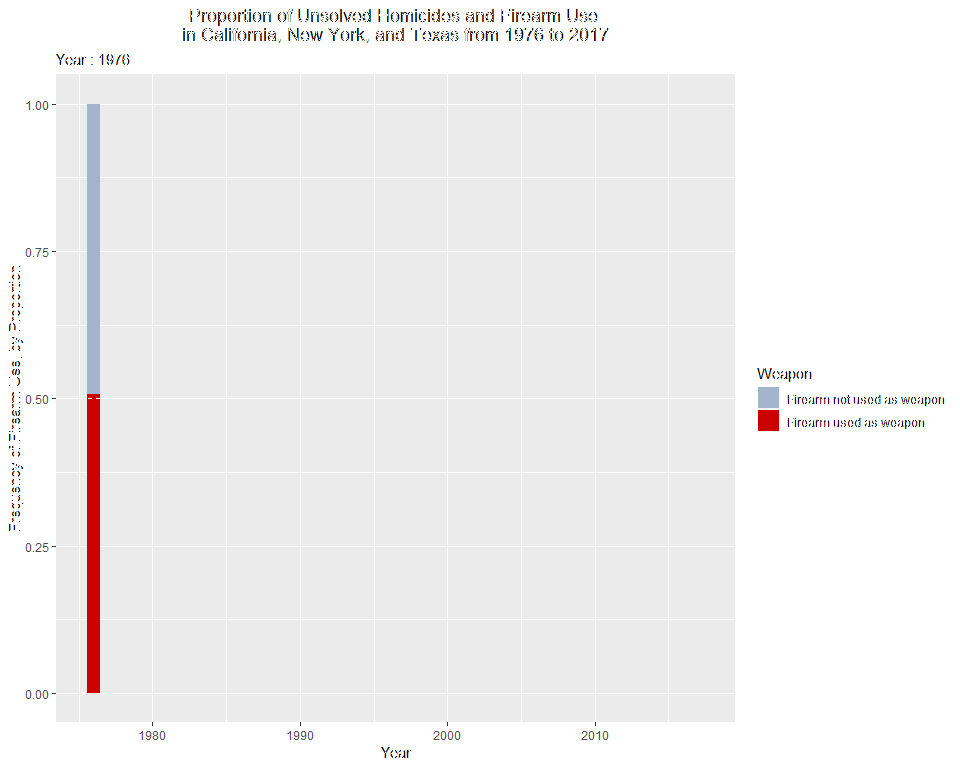 Proportion of Unsolved Homicides and Firearm Use
in California, New York, and Texas from 1976 to 2017
Year : 1976
1.00
0.75
0.50
0.25
0.00
Frequency of Firearm Use, by Proportion
1980
1990
2000
2010
Year
Weapon
Firearm not used as weapon
Firearm used as weapon